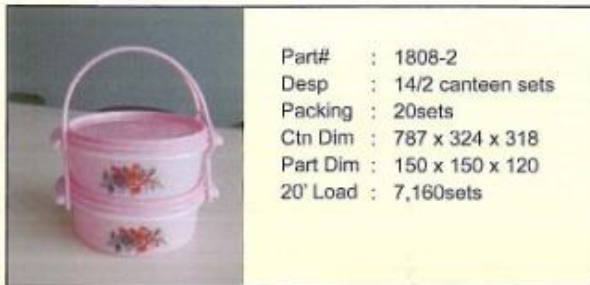 Part# : 1808-2
Desp : 14/2 canteen sets
Packing : 20sets
Ctn Dim : 787 x 324 x 318
Part Dim : 150 x 150 x 120
20' Load : 7,160sets